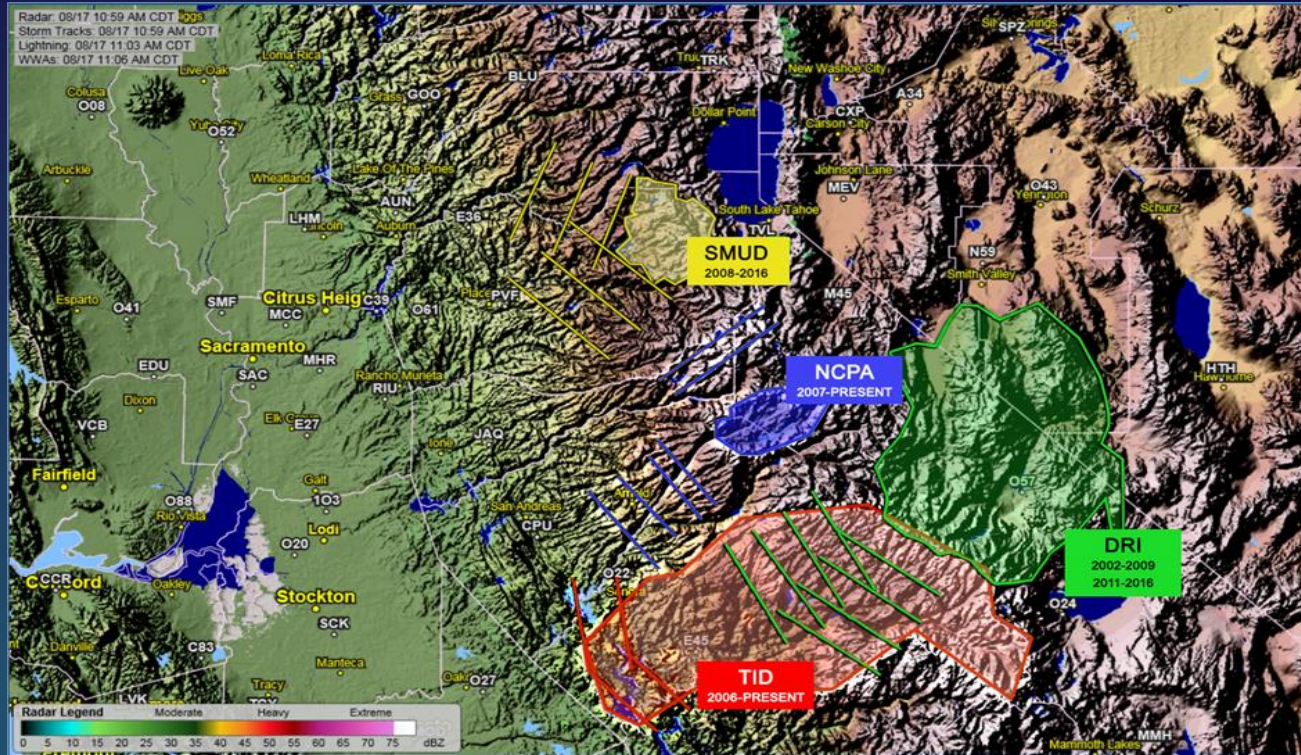 Radar: 08/17 10:59 AM CDT
Storm Tracks: 08/17 10:59 AM CDT
Lightning: 08/17 11:03 AM CDT
WWAs: 08/17 11:06 AM CDT
Loma Rica
Live Oak
Colusa
O08
O52
Arbuckle
Wheatland
Grass
GOO
BLU
TRK
Dollar Point
New Washoe City
A34
CXP
Carson City
SPZ
Lake Of The Pines
AUN
Auburn
E36
LHM
Johnson Lane
MEV
O43
Yerington
Schurz
South Lake Tahoe
TVL
SMUD
2008-2016
N59
Smith Valley
M45
Esparto
O41
SMF
MCC
Citrus Heig
C39
O61
PVF
Sacramento
SAC
MHR
EDU
Dixon
Rancho Murieta
RIU
NCPA
2007-PRESENT
HTH
VCB
E27
JAQ
Ione
Fairfield
Galt
1O3
O88
Rio Vista
Lodi
San Andreas
CPU
Arnold
O57
O20
DRI
2002-2009
2011-2016
CCR
Oakley
Stockton
SCK
O22
O24
Danville
C83
Manteca
E45
TID
2006-PRESENT
Tracy
O27
LVK
Mammoth Lakes
MMH
Radar Legend
Moderate
Heavy
Extreme
0 5 10 15 20 25 30 35 40 45 50 55 60 65 70 75 dBZ